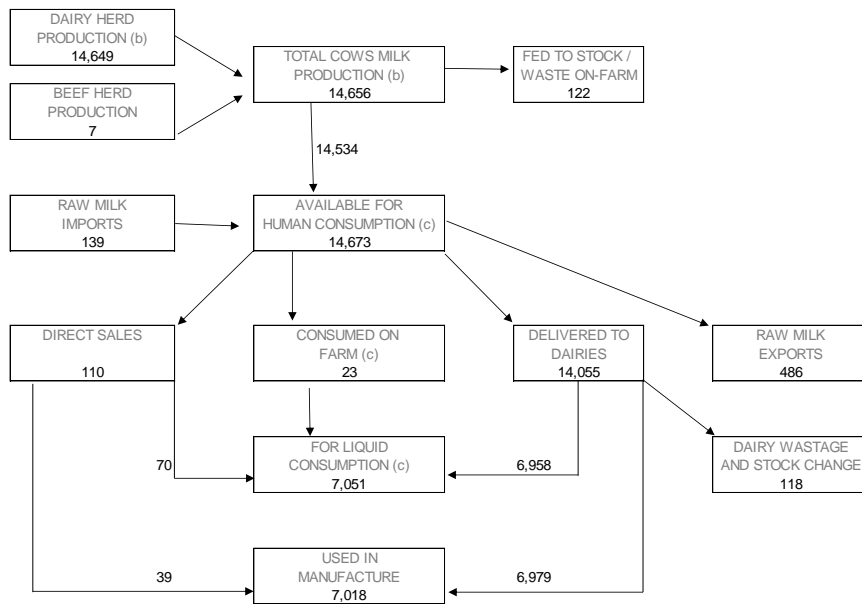 DAIRY HERD
PRODUCTION (b)
14,649
BEEF HERD
PRODUCTION
7
TOTAL COWS MILK
PRODUCTION (b)
14,656
FED TO STOCK /
WASTE ON-FARM
122
14,534
RAW MILK
IMPORTS
139
AVAILABLE FOR
HUMAN CONSUMPTION (c)
14,673
DIRECT SALES
110
CONSUMED ON
FARM (c)
23
DELIVERED TO
DAIRIES
14,055
RAW MILK
EXPORTS
486
70
FOR LIQUID
CONSUMPTION (c)
7,051
6,958
DAIRY WASTAGE
AND STOCK CHANGE
118
39
USED IN
MANUFACTURE
7,018
6,979